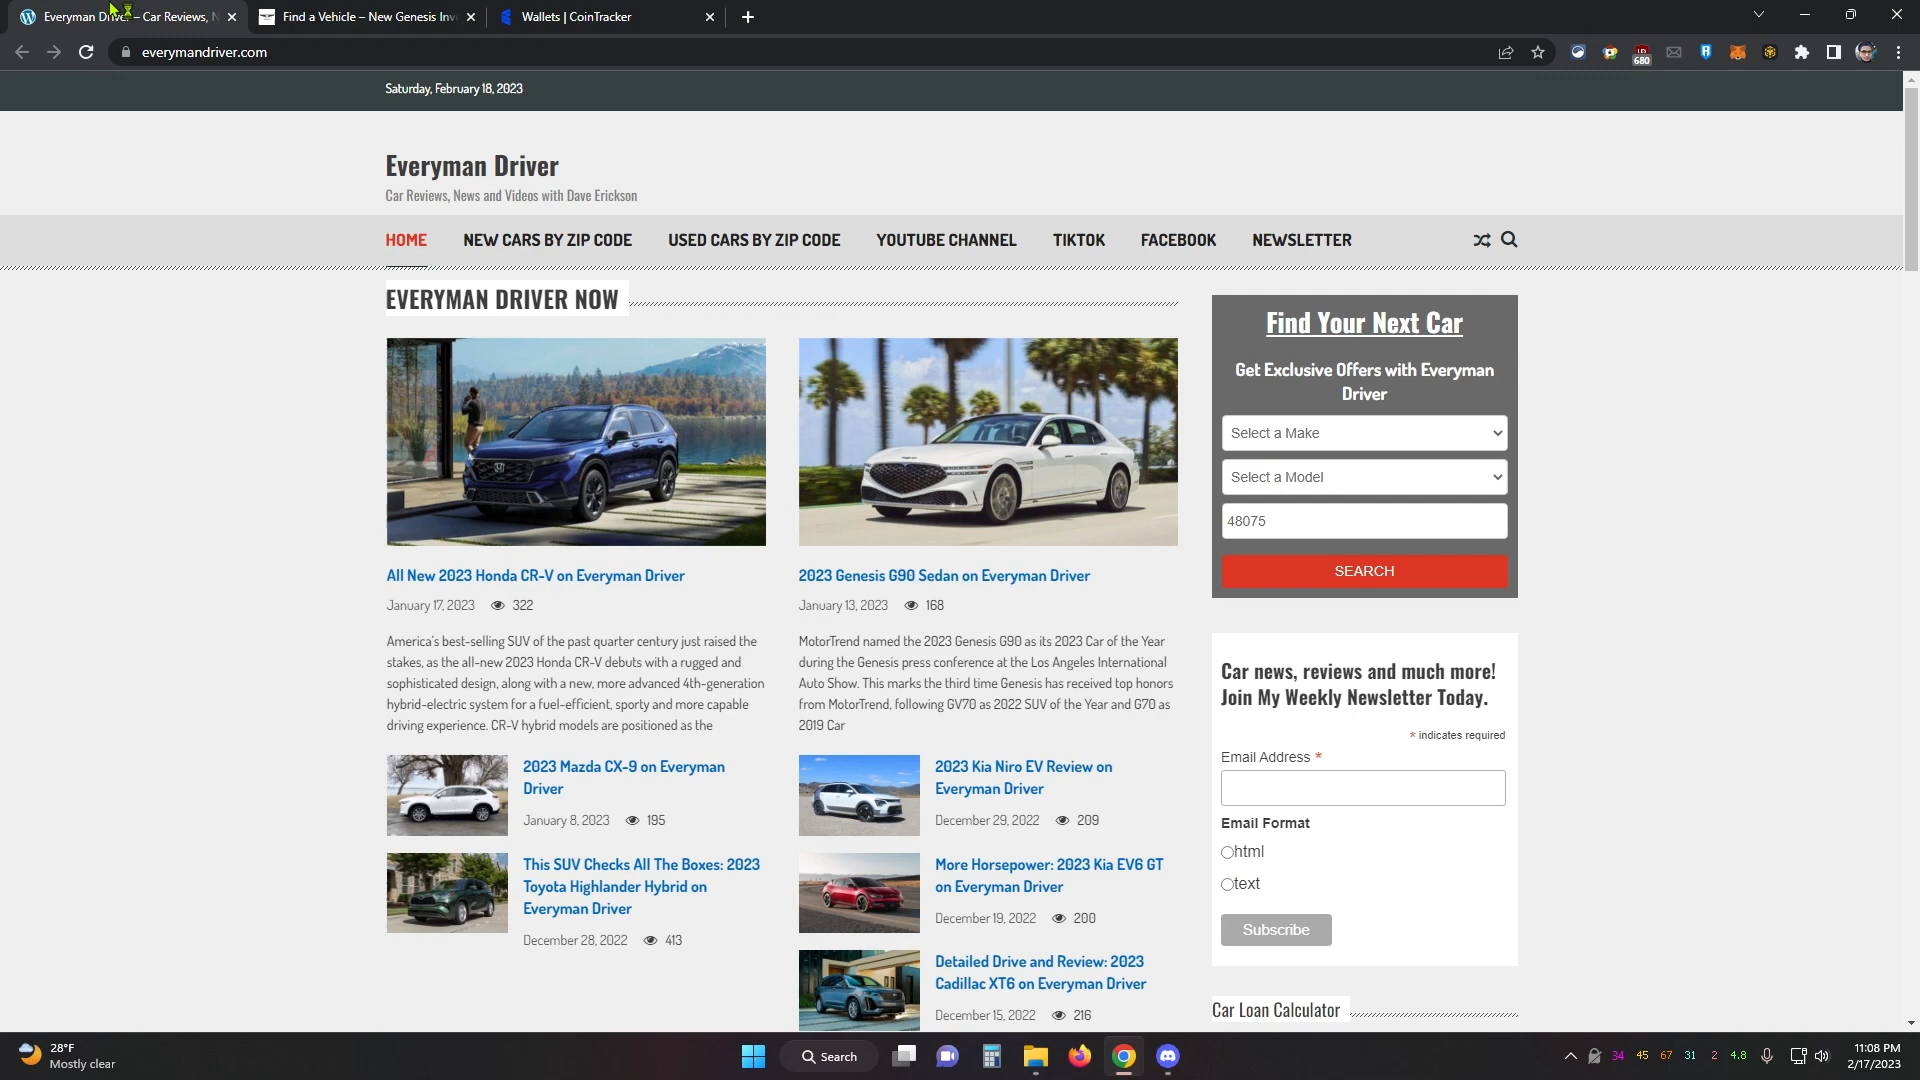 Everyman Driver – Car Reviews, N
Find a Vehicle – New Genesis Inv
Wallets | CoinTracker
everymandriver.com
680
Saturday, February 18, 2023
Everyman Driver
Car Reviews, News and Videos with Dave Erickson
HOME NEW CARS BY ZIP CODE USED CARS BY ZIP CODE YOUTUBE CHANNEL TIKTOK FACEBOOK NEWSLETTER
EVERYMAN DRIVER NOW
All New 2023 Honda CR-V on Everyman Driver
January 17, 2023 322
America's best-selling SUV of the past quarter century just raised the
stakes, as the all-new 2023 Honda CR-V debuts with a rugged and
sophisticated design, along with a new, more advanced 4th-generation
hybrid-electric system for a fuel-efficient, sporty and more capable
driving experience. CR-V hybrid models are positioned as the
2023 Mazda CX-9 on Everyman
Driver
January 8, 2023 195
This SUV Checks All The Boxes: 2023
Toyota Highlander Hybrid on
Everyman Driver
December 28, 2022 413
2023 Genesis G90 Sedan on Everyman Driver
January 13, 2023 168
MotorTrend named the 2023 Genesis G90 as its 2023 Car of the Year
during the Genesis press conference at the Los Angeles International
Auto Show. This marks the third time Genesis has received top honors
from MotorTrend, following GV70 as 2022 SUV of the Year and G70 as
2019 Car
2023 Kia Niro EV Review on
Everyman Driver
December 29, 2022 209
More Horsepower: 2023 Kia EV6 GT
on Everyman Driver
December 19, 2022 200
Detailed Drive and Review: 2023
Cadillac XT6 on Everyman Driver
December 15, 2022 216
Find Your Next Car
Get Exclusive Offers with Everyman
Driver
Select a Make
Select a Model
48075
SEARCH
Car news, reviews and much more!
Join My Weekly Newsletter Today.
* indicates required
Email Address *
Email Format
html
text
Subscribe
Car Loan Calculator
28°F
Mostly clear
Search
34 45 67 31 2 4.8
11:08 PM
2/17/2023